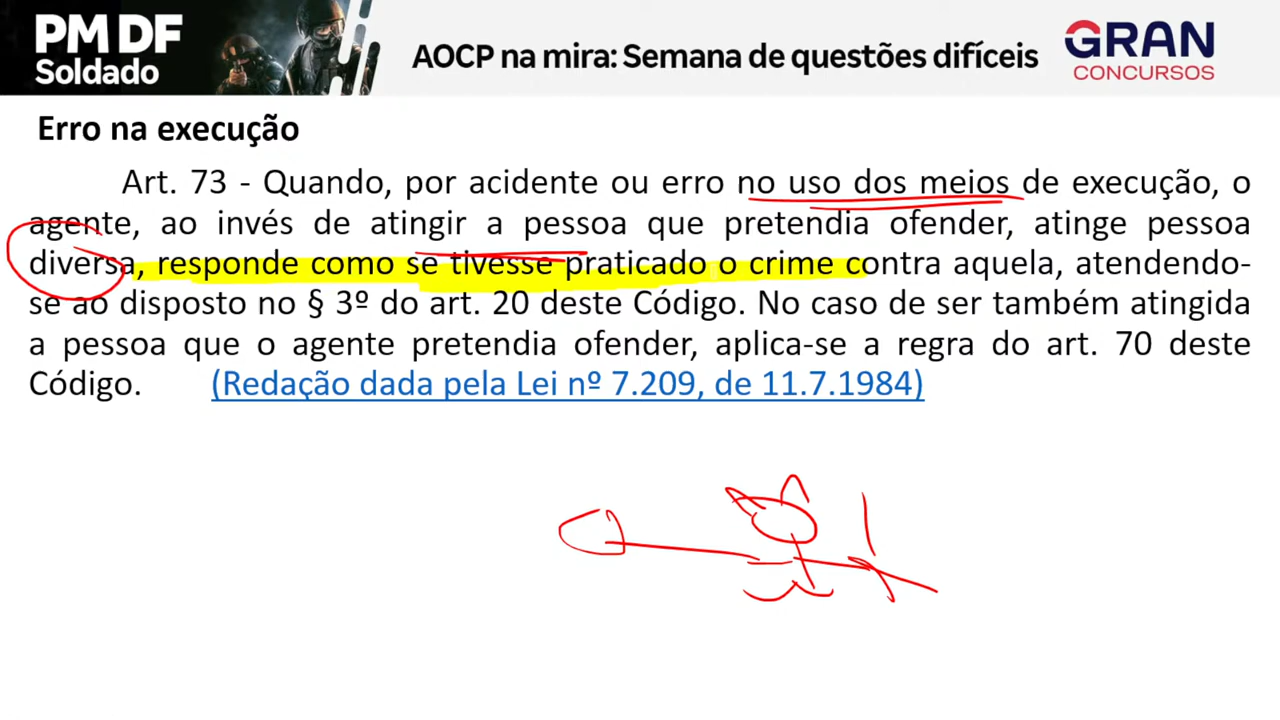 PM DF
Soldado
AOCP na mira: Semana de questões difíceis
GRAN
CONCURSOS
Erro na execução
Art. 73 - Quando, por acidente ou erro no uso dos meios de execução, o
agente, ao invés de atingir a pessoa que pretendia ofender, atinge pessoa
diversa, responde como se tivesse praticado o crime contra aquela, atendendo-
se ao disposto no § 3º do art. 20 deste Código. No caso de ser também atingida
a pessoa que o agente pretendia ofender, aplica-se a regra do art. 70 deste
Código. (Redação dada pela Lei nº 7.209, de 11.7.1984)